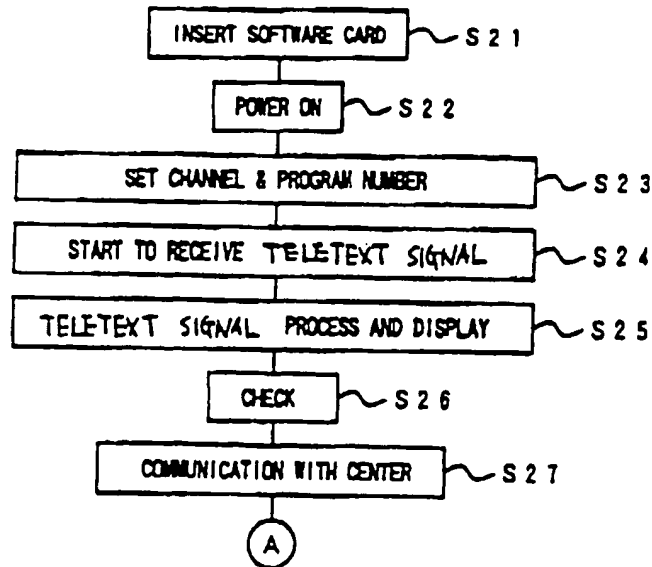 INSERT SOFTWARE CARD S21
POWER ON S22
SET CHANNEL & PROGRAM NUMBER S23
START TO RECEIVE TELETEXT SIGNAL S24
TELETEXT SIGNAL PROCESS AND DISPLAY S25
CHECK S26
COMMUNICATION WITH CENTER S27
A